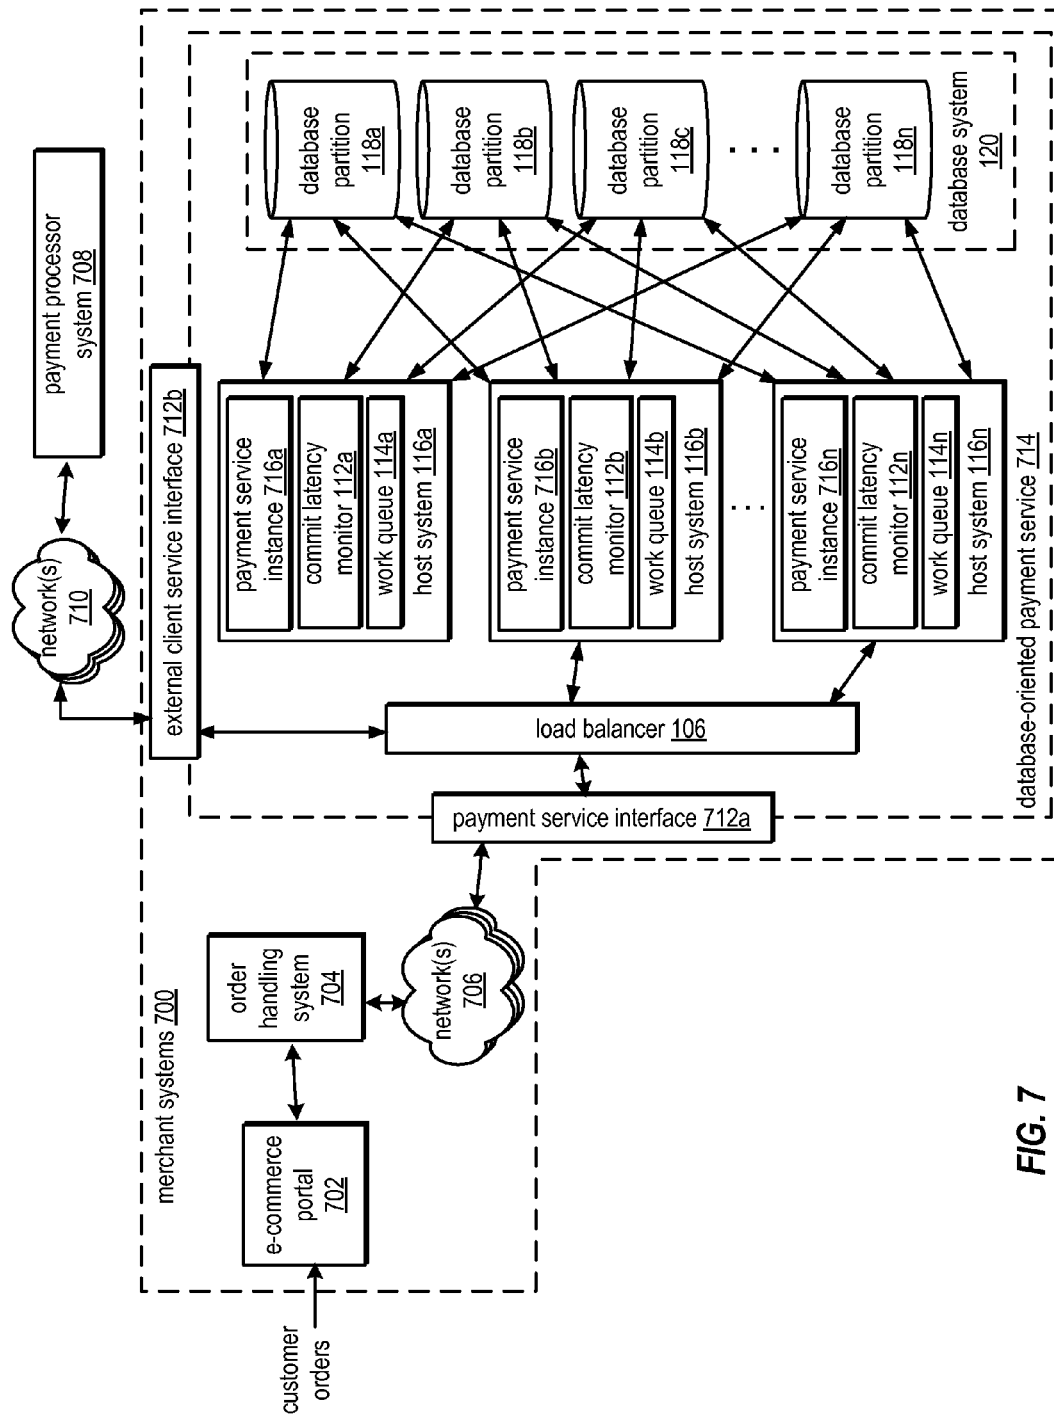 customer
orders
merchant systems 700
e-commerce
portal
702
order
handling
system
704
network(s)
706
payment service interface 712a
load balancer 106
external client service interface 712b
network(s)
710
payment processor
system 708
payment service
instance 716a
commit latency
monitor 112a
work queue 114a
host system 116a
payment service
instance 716b
commit latency
monitor 112b
work queue 114b
host system 116b
. . . .
payment service
instance 716n
commit latency
monitor 112n
work queue 114n
host system 116n
database
partition
118a
database
partition
118b
database
partition
118c
. . .
database
partition
118n
database system
120
database-oriented payment service 714
FIG. 7